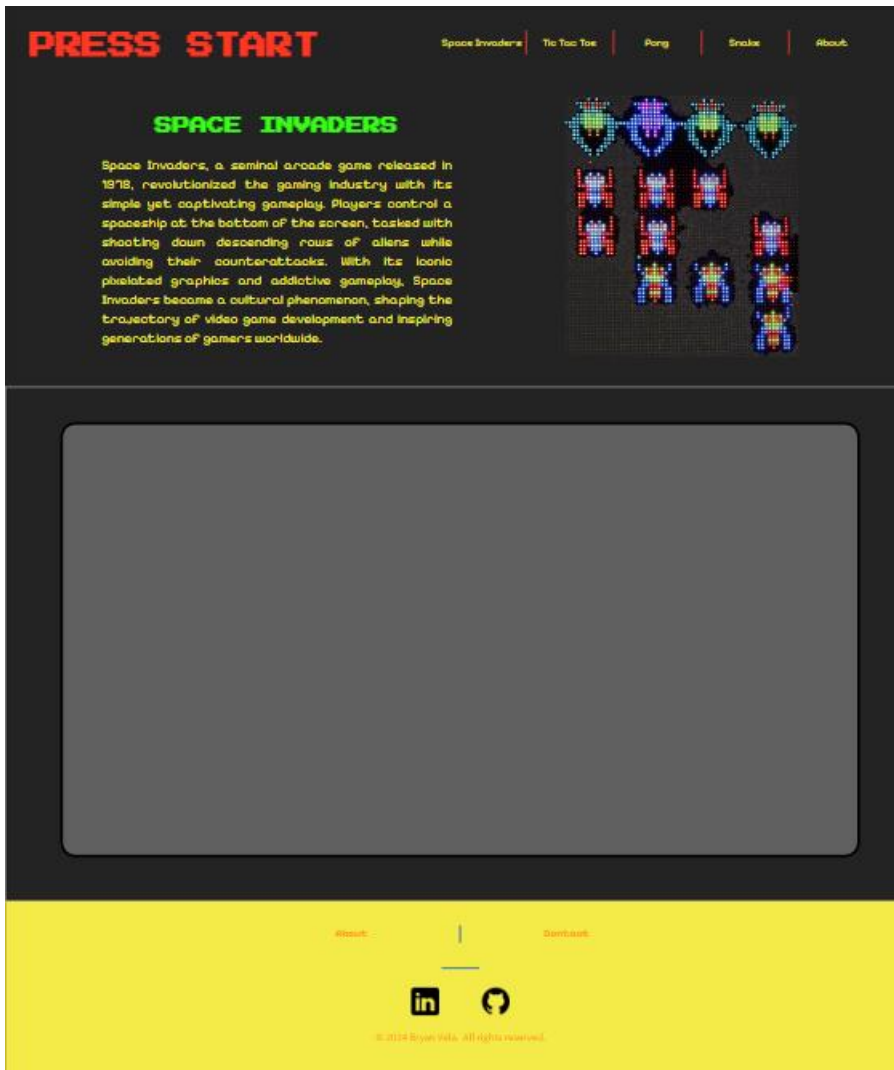 PRESS START
Space Invaders Tic Tac Toe Pong Snake About
SPACE INVADERS
Space Invaders, a seminal arcade game released in
1978, revolutionized the gaming industry with its
simple yet captivating gameplay. Players control a
spaceship at the bottom of the screen, tasked with
shooting down descending rows of aliens while
avoiding their counterattacks. With its iconic
pixelated graphics and addictive gameplay, Space
Invaders became a cultural phenomenon, shaping the
trajectory of video game development and inspiring
generations of gamers worldwide.
About Contact
in
© 2024 Bryan Vela. All rights reserved.